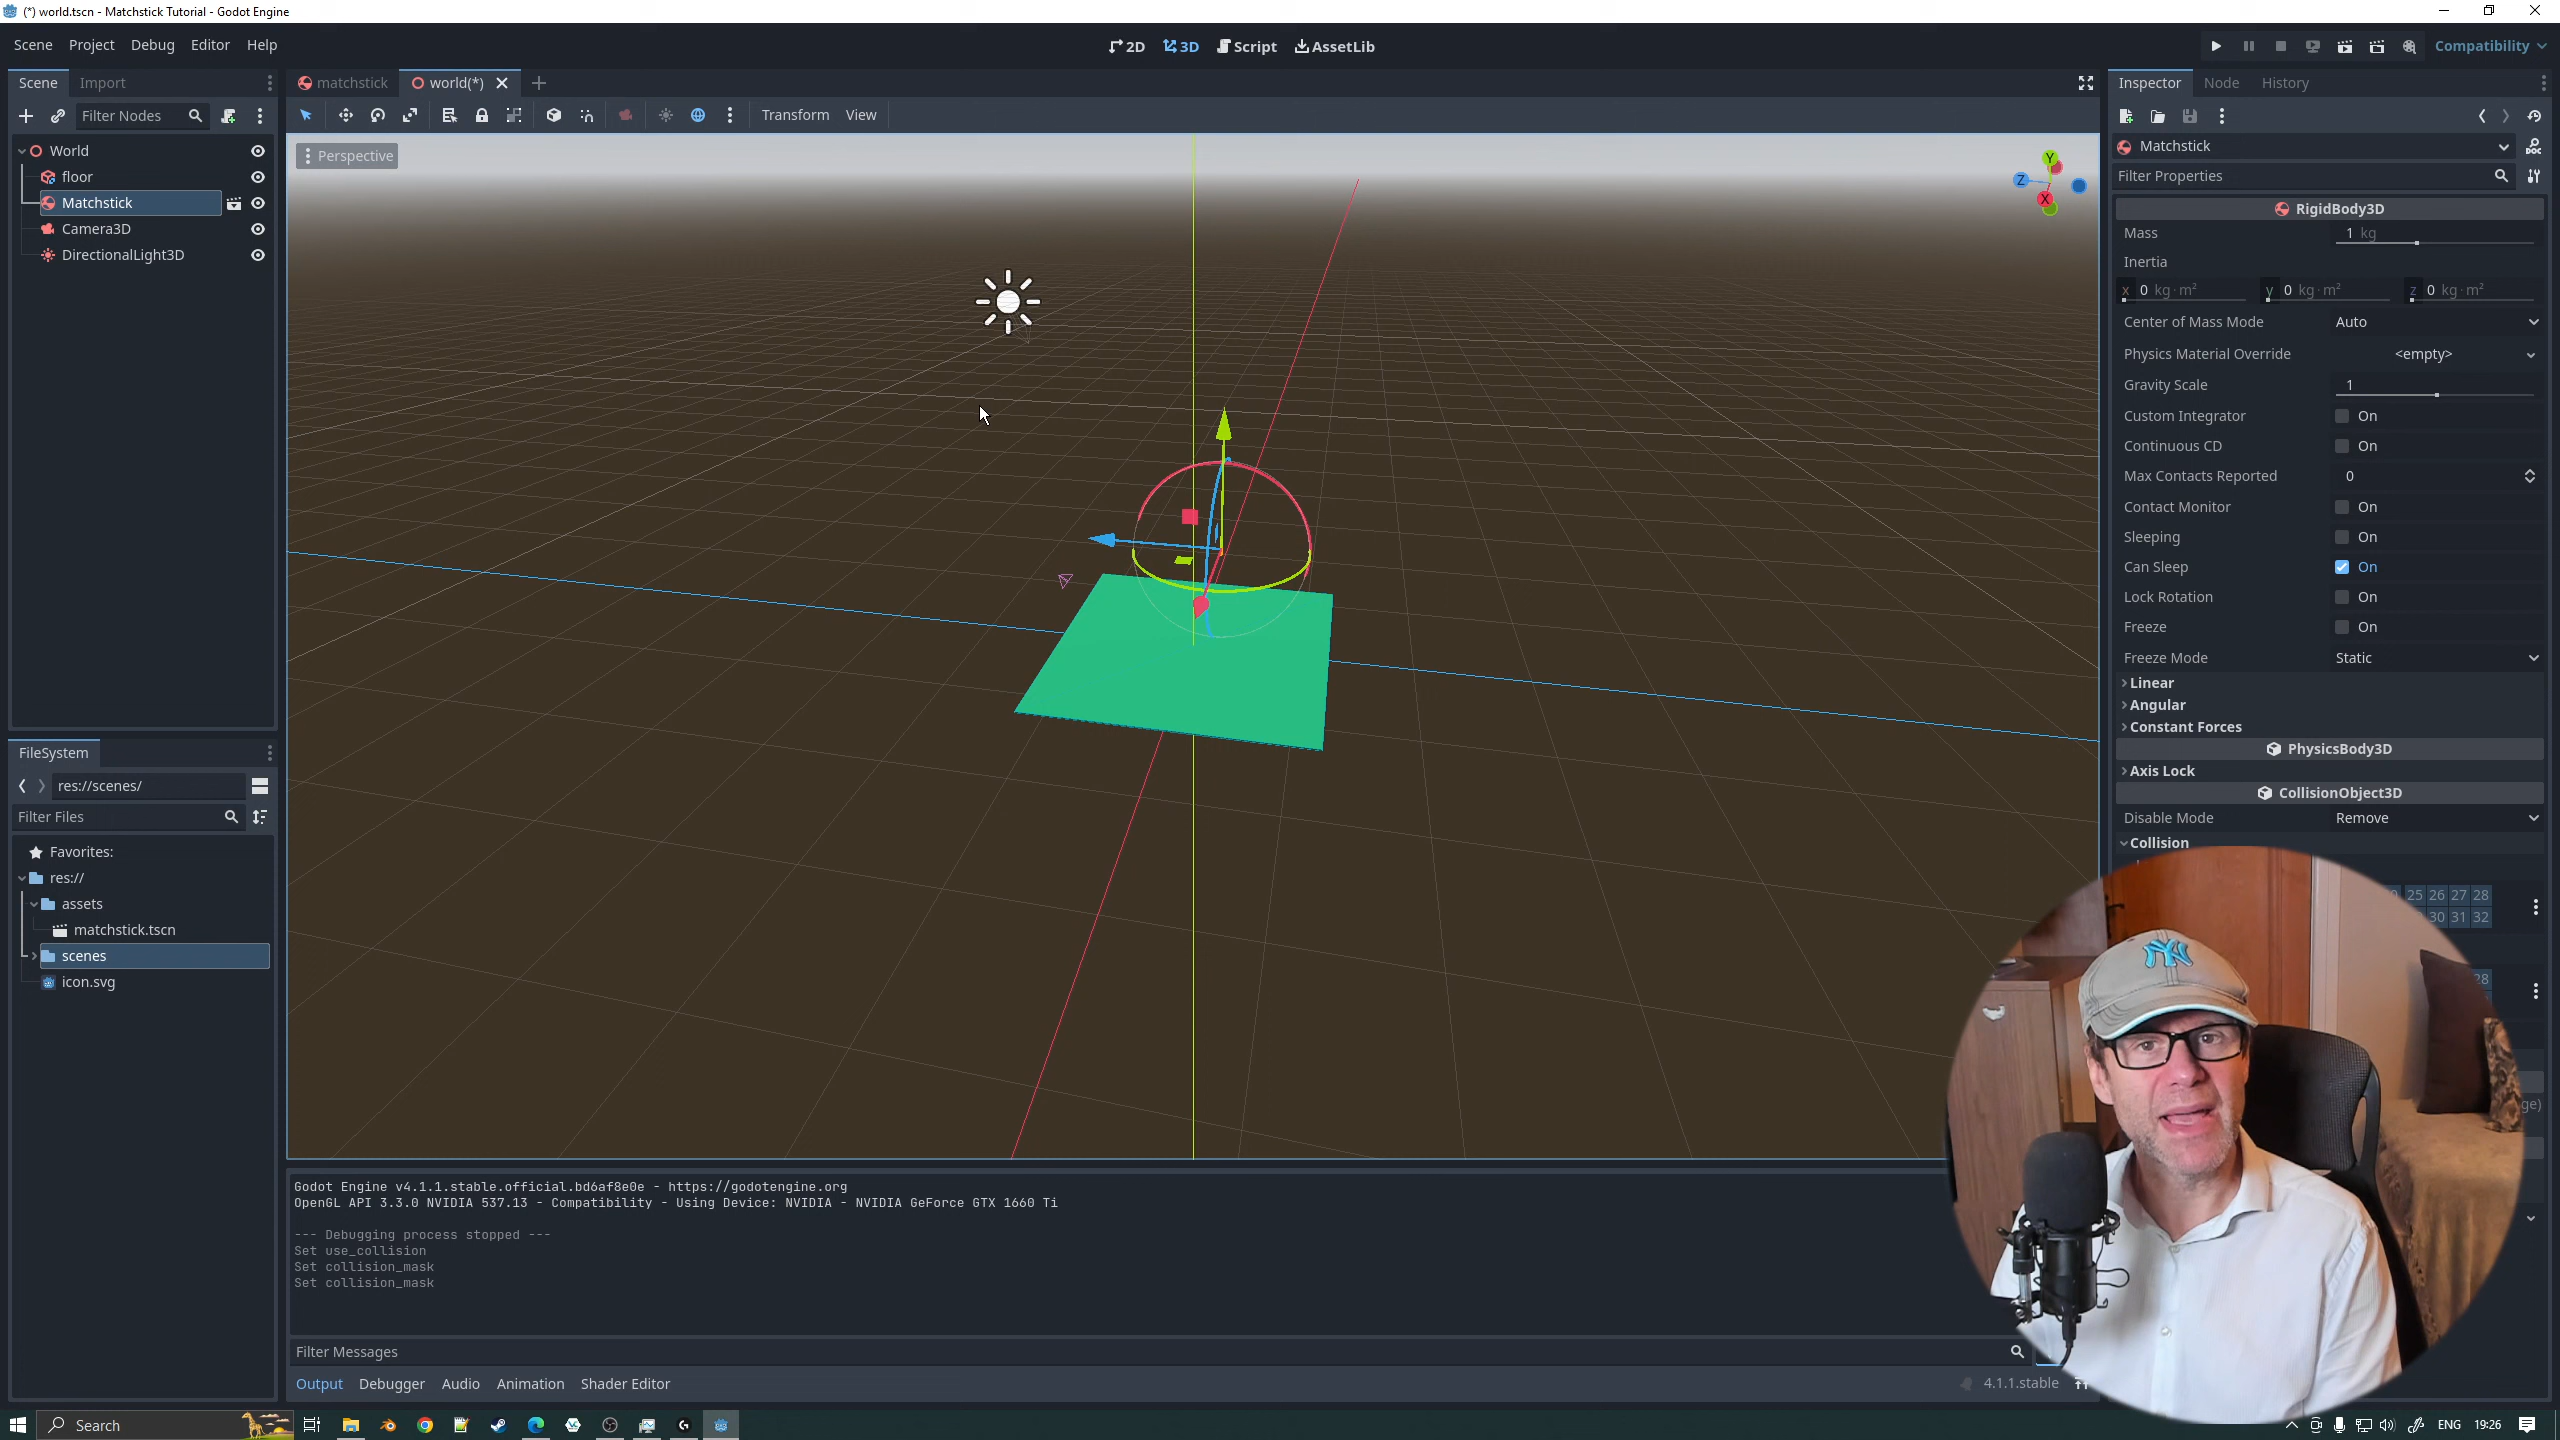 (*) world.tscn - Matchstick Tutorial - Godot Engine
Scene Project Debug Editor Help
2D 3D Script AssetLib
Compatibility
Scene Import
matchstick world(*)
Inspector Node History
Filter Nodes
Transform View
World
floor
Matchstick
Camera3D
DirectionalLight3D
Perspective
Y
Z
X
Matchstick
Filter Properties
RigidBody3D
Mass 1 kg
Inertia
x 0 kg·m² y 0 kg·m² z 0 kg·m²
Center of Mass Mode Auto
Physics Material Override <empty>
Gravity Scale 1
Custom Integrator On
Continuous CD On
Max Contacts Reported 0
Contact Monitor On
Sleeping On
Can Sleep On
Lock Rotation On
Freeze On
Freeze Mode Static
Linear
Angular
Constant Forces
PhysicsBody3D
Axis Lock
CollisionObject3D
Disable Mode Remove
Collision
25 26 27 28
30 31 32
28
ge)
FileSystem
res://scenes/
Filter Files
Favorites:
res://
assets
matchstick.tscn
scenes
icon.svg
NY
Godot Engine v4.1.1.stable.official.bd6af8e0e - https://godotengine.org
OpenGL API 3.3.0 NVIDIA 537.13 - Compatibility - Using Device: NVIDIA - NVIDIA GeForce GTX 1660 Ti
--- Debugging process stopped ---
Set use_collision
Set collision_mask
Set collision_mask
Filter Messages
Output Debugger Audio Animation Shader Editor
4.1.1.stable
Search
ENG 19:26